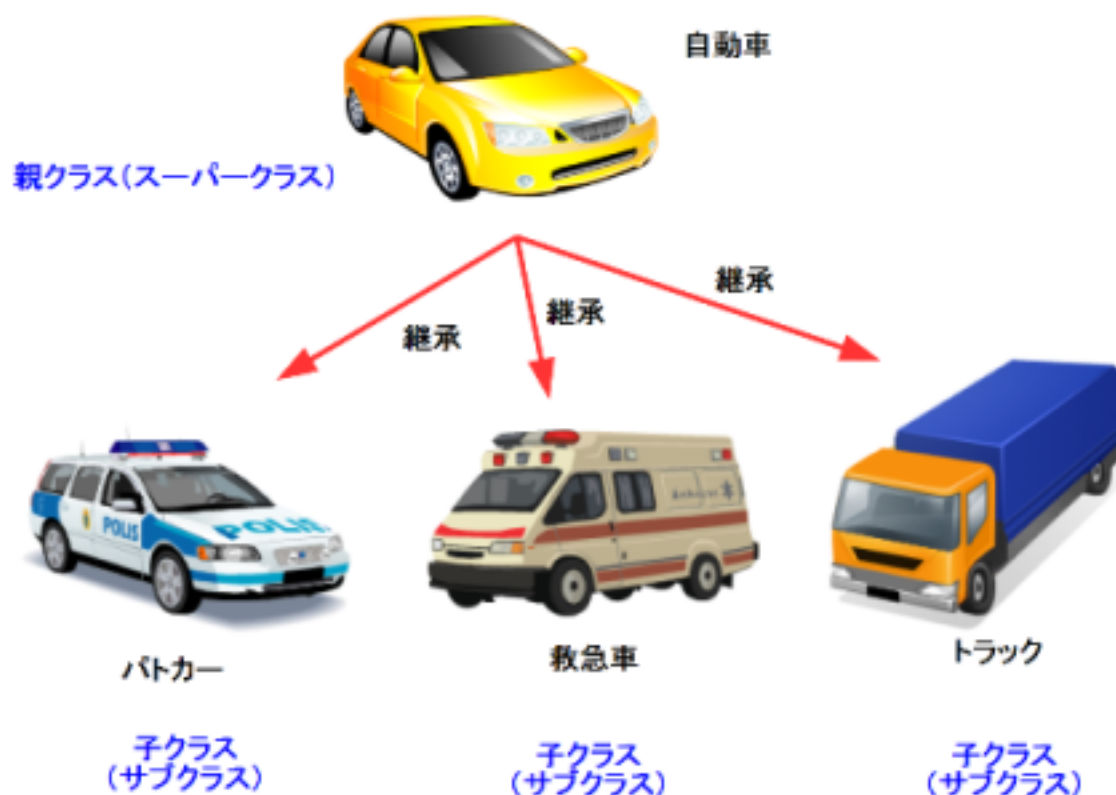 自動車
親クラス(スーパークラス)
継承
継承
継承
POLIS
POLIS
パトカー
救急車
トラック
子クラス
(サブクラス)
子クラス
(サブクラス)
子クラス
(サブクラス)